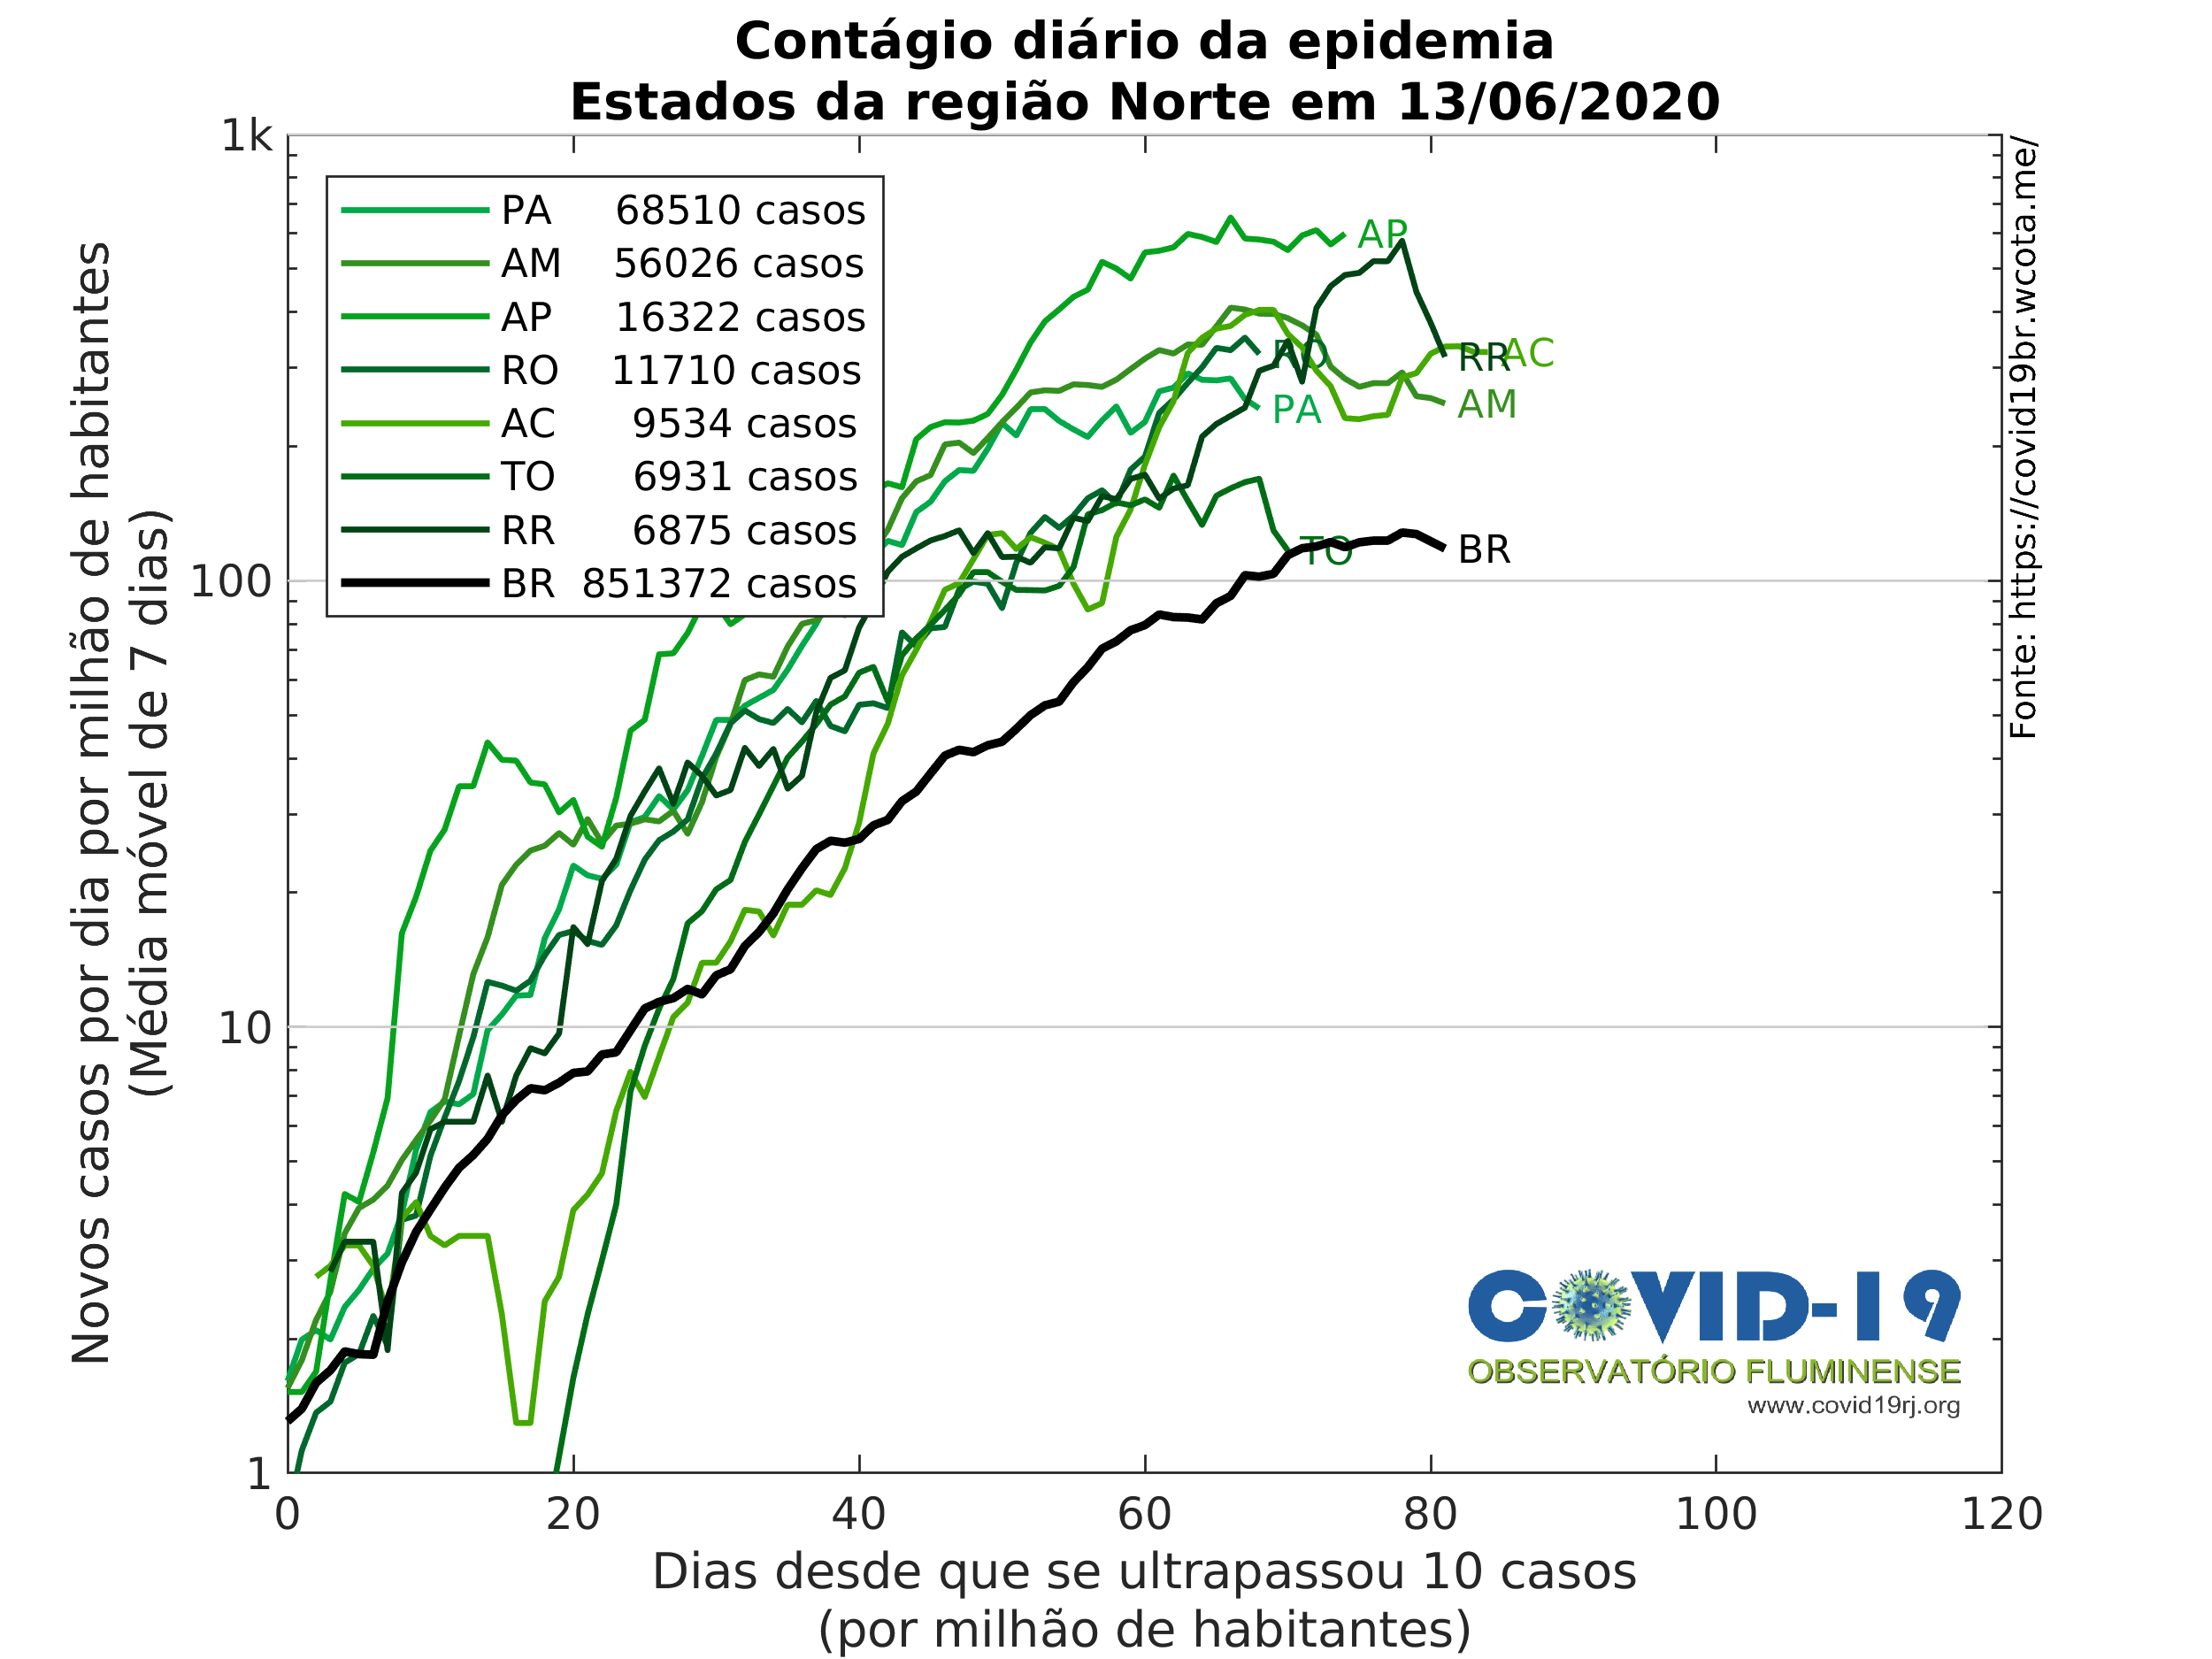 Contágio diário da epidemia
Estados da região Norte em 13/06/2020
1k
100
10
1
Novos casos por dia por milhão de habitantes
(Média móvel de 7 dias)
PA 68510 casos
AM 56026 casos
AP 16322 casos
RO 11710 casos
AC 9534 casos
TO 6931 casos
RR 6875 casos
BR 851372 casos
AP
RO
RR
AC
PA
AM
TO
BR
Fonte: https://covid19br.wcota.me/
COVID-19
OBSERVATÓRIO FLUMINENSE
www.covid19rj.org
0 20 40 60 80 100 120
Dias desde que se ultrapassou 10 casos
(por milhão de habitantes)